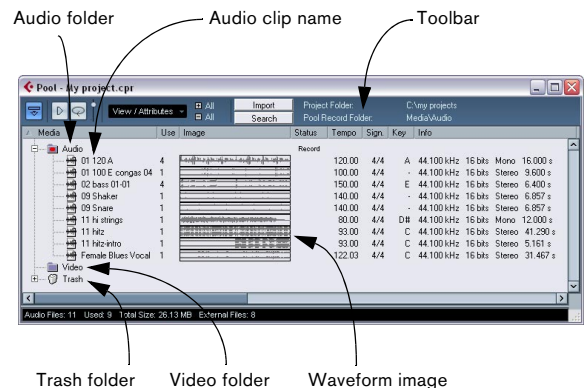 Audio folder Audio clip name Toolbar
Pool - My project.cpr
View / Attributes All Import Project Folder: C:\my projects
All Search Pool Record Folder: Media\Audio
Media Use Image Status Tempo Sign. Key Info
Audio Record
01 120 A 4 120.00 4/4 A 44.100 kHz 16 bits Mono 16.000 s
01 100 E congas 04 1 100.00 4/4 - 44.100 kHz 16 bits Stereo 9.600 s
02 bass 01-01 4 150.00 4/4 E 44.100 kHz 16 bits Stereo 6.400 s
09 Shaker 1 140.00 4/4 - 44.100 kHz 16 bits Stereo 6.857 s
09 Snare 1 140.00 4/4 - 44.100 kHz 16 bits Stereo 6.857 s
11 hi strings 1 80.00 4/4 D# 44.100 kHz 16 bits Mono 12.000 s
11 hitz 1 93.00 4/4 C 44.100 kHz 16 bits Stereo 41.290 s
11 hitz-intro 1 93.00 4/4 C 44.100 kHz 16 bits Stereo 5.161 s
Female Blues Vocal 1 122.03 4/4 C 44.100 kHz 16 bits Stereo 31.467 s
Video
Trash
Audio Files: 11 Used: 9 Total Size: 26.13 MB External Files: 8
Trash folder Video folder Waveform image